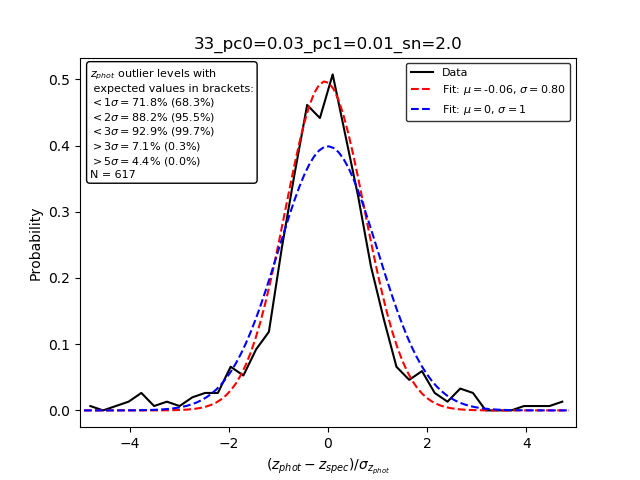 33_pc0=0.03_pc1=0.01_sn=2.0
z_phot outlier levels with
expected values in brackets:
<1σ = 71.8% (68.3%)
<2σ = 88.2% (95.5%)
<3σ = 92.9% (99.7%)
>3σ = 7.1% (0.3%)
>5σ = 4.4% (0.0%)
N = 617
Data
Fit: μ = -0.06, σ = 0.80
Fit: μ = 0, σ = 1
Probability
0.5
0.4
0.3
0.2
0.1
0.0
−4 −2 0 2 4
(z_phot − z_spec)/σ_z_phot